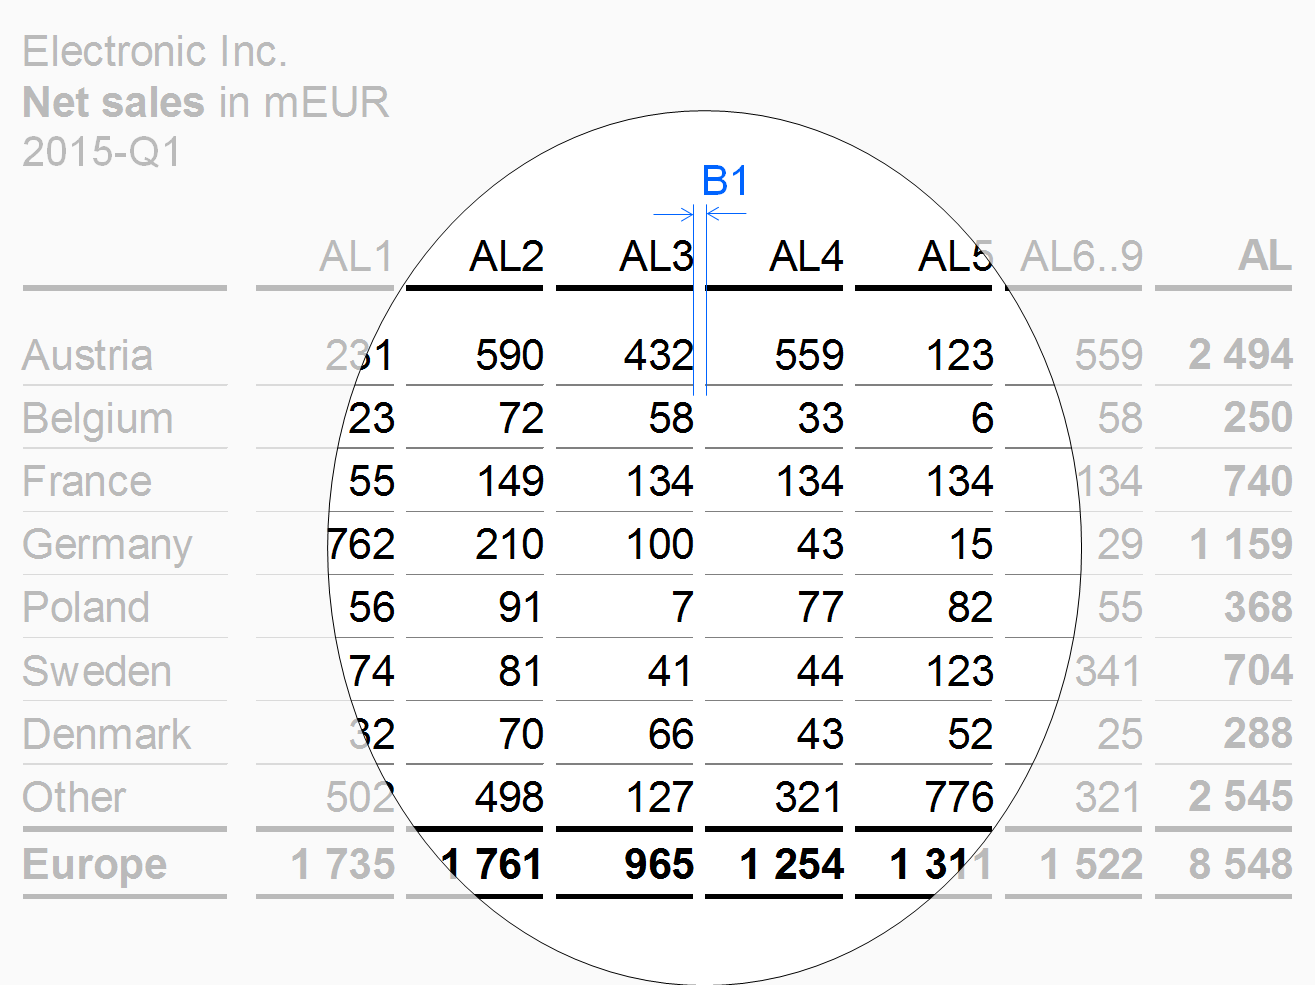 Electronic Inc.
Net sales in mEUR
2015-Q1
B1
AL1 AL2 AL3 AL4 AL5 AL6..9 AL
Austria 231 590 432 559 123 559 2 494
Belgium 23 72 58 33 6 58 250
France 55 149 134 134 134 134 740
Germany 762 210 100 43 15 29 1 159
Poland 56 91 7 77 82 55 368
Sweden 74 81 41 44 123 341 704
Denmark 32 70 66 43 52 25 288
Other 502 498 127 321 776 321 2 545
Europe 1 735 1 761 965 1 254 1 311 1 522 8 548